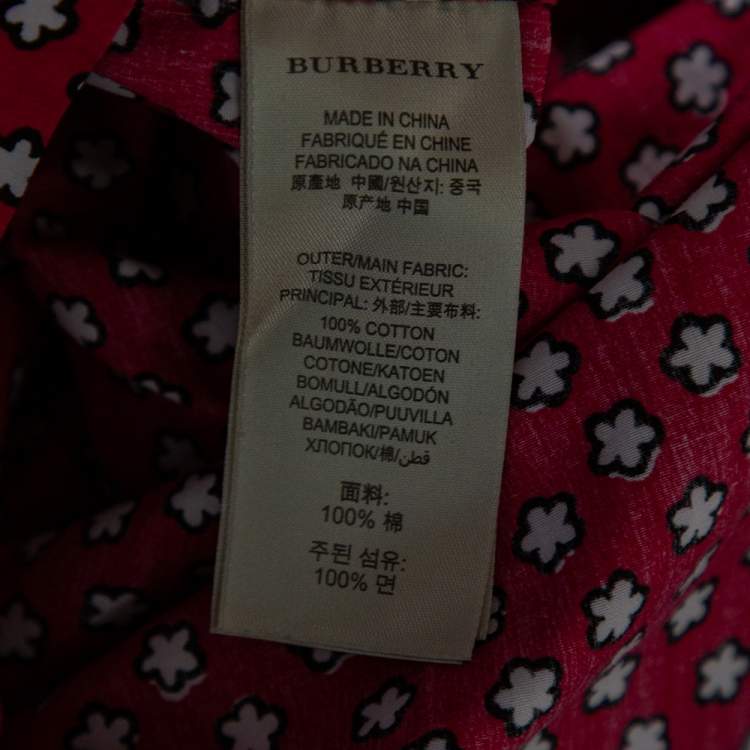 BURBERRY
MADE IN CHINA
FABRIQUÉ EN CHINE
FABRICADO NA CHINA
原產地 中國/원산지: 중국
原产地 中国
OUTER/MAIN FABRIC:
TISSU EXTÉRIEUR
PRINCIPAL: 外部/主要布料:
100% COTTON
BAUMWOLLE/COTON
COTONE/KATOEN
BOMULL/ALGODÓN
ALGODÃO/PUUVILLA
BAMBAKI/PAMUK
ХЛОПОК/棉/قطن
面料:
100% 棉
주된 섬유:
100% 면